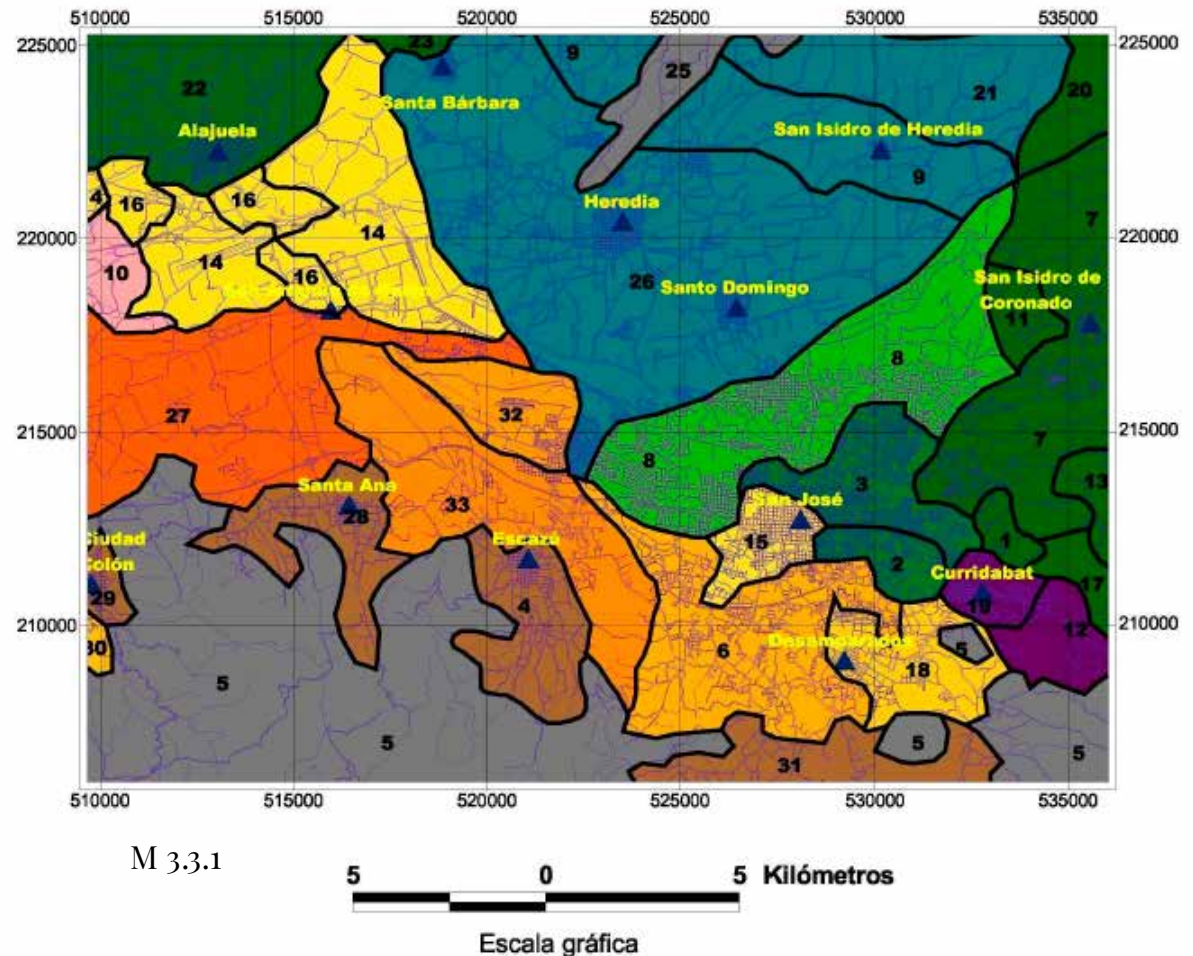 510000 515000 520000 525000 530000 535000
225000 225000
23
9
25
22
21
20
Santa Bárbara
Alajuela
San Isidro de Heredia
9
4
16
16
Heredia
7
220000 220000
14
10
14
16
26
Santo Domingo
San Isidro de
Coronado
11
8
27
32
215000 215000
7
8
3
13
Santa Ana
33
San José
28
15
1
Ciudad
Colón
Escazú
2
Curridabat
17
29
4
19
12
210000 210000
30
6
Desamparados
5
18
5
5
5
5
31
510000 515000 520000 525000 530000 535000
M 3.3.1
5 0 5 Kilómetros
Escala gráfica